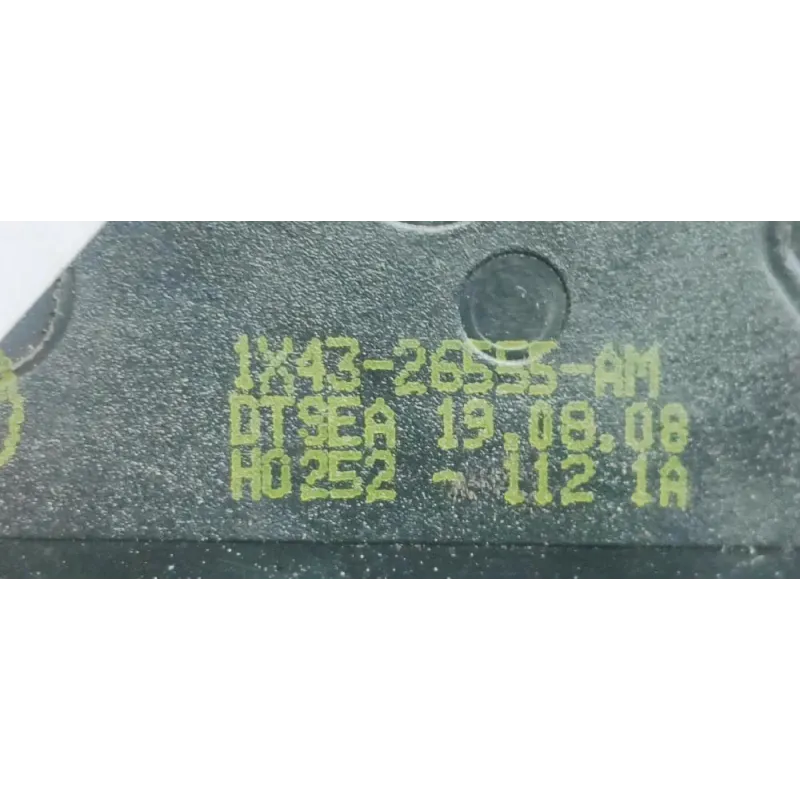 1X43-26555-AM
DTSEA 19.08.08
H0252 - 112 1A